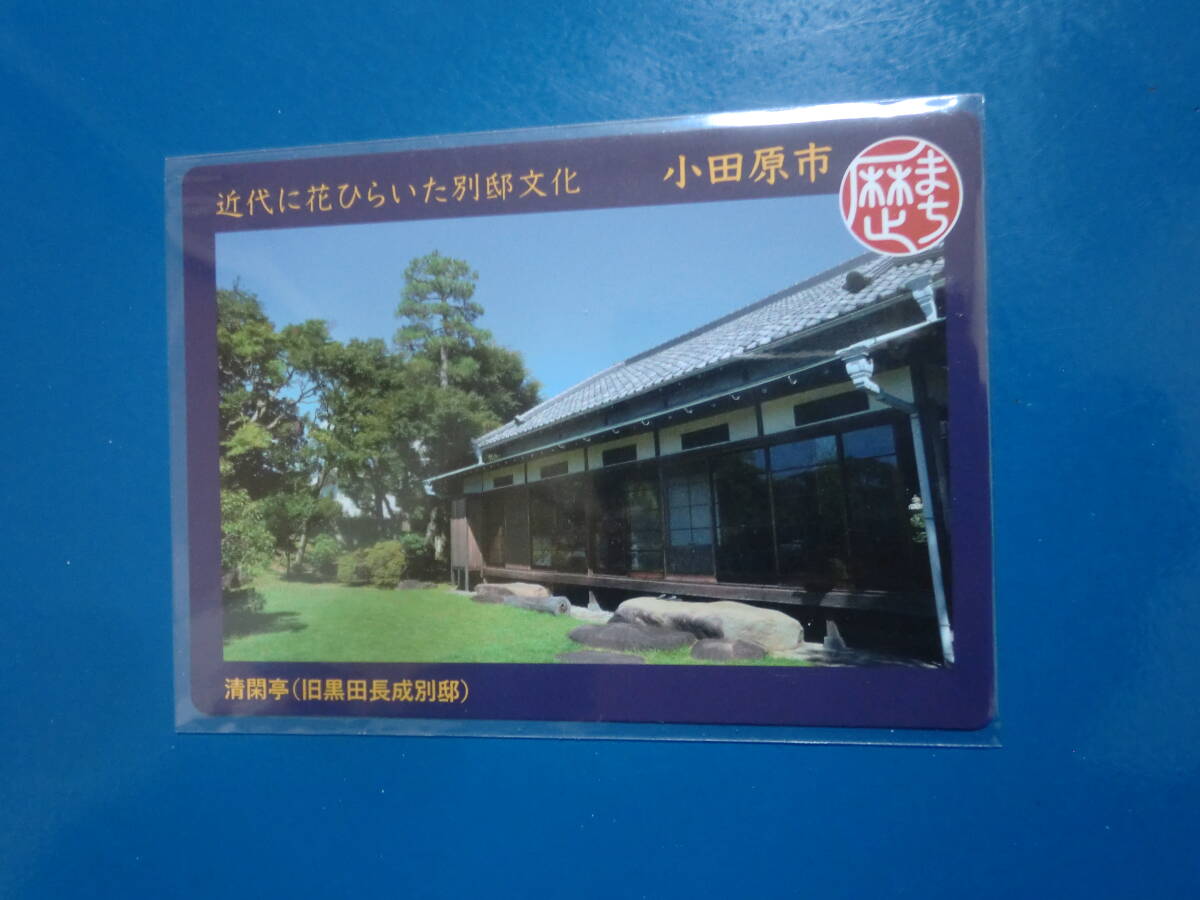 近代に花ひらいた別邸文化
小田原市
歴まち
清閑亭(旧黒田長成別邸)